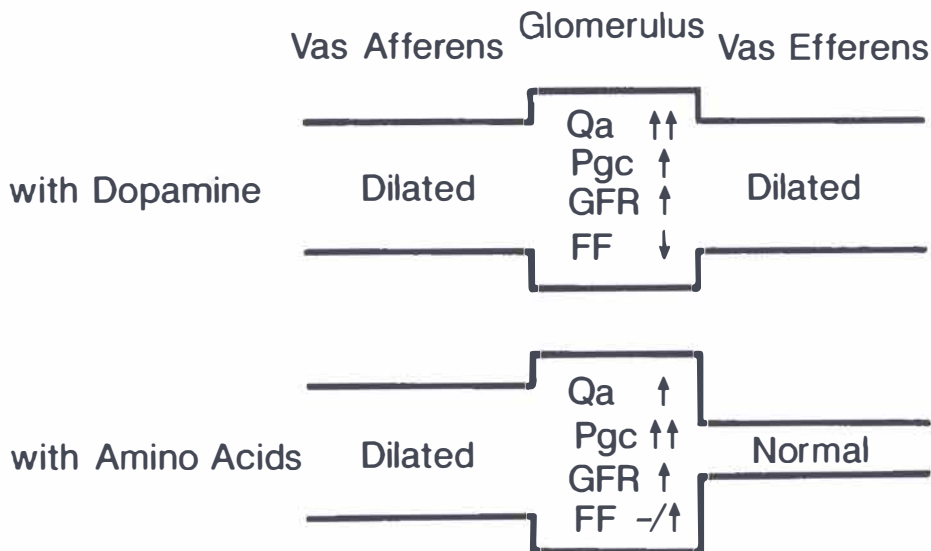 Vas Afferens Glomerulus Vas Efferens
with Dopamine Dilated
Qa ↑↑
Pgc ↑
GFR ↑
FF ↓
Dilated
with Amino Acids Dilated
Qa ↑
Pgc ↑↑
GFR ↑
FF -/↑
Normal